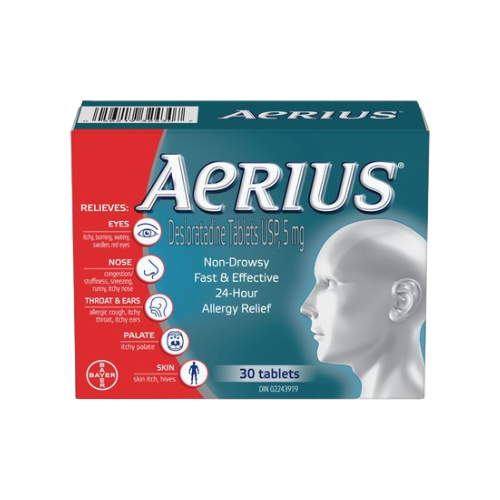 AERIUS®
Desloratadine Tablets USP, 5 mg
Non-Drowsy
Fast & Effective
24-Hour
Allergy Relief
RELIEVES:
EYES
itchy, burning, watery,
swollen, red eyes
NOSE
congestion/
stuffiness, sneezing,
runny, itchy nose
THROAT & EARS
allergic cough, itchy
throat, itchy ears
PALATE
itchy palate
SKIN
skin itch, hives
BAYER
BAYER
30 tablets
DIN 02243919
AERIUS